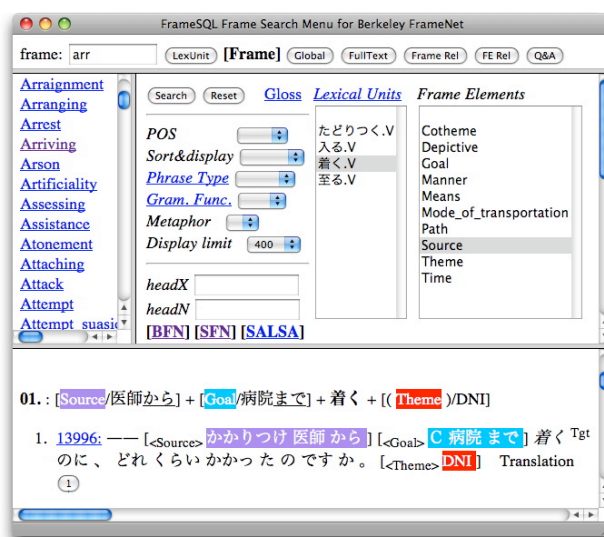 FrameSQL Frame Search Menu for Berkeley FrameNet
frame: arr LexUnit [Frame] Global FullText Frame Rel FE Rel Q&A
Arraignment
Arranging
Arrest
Arriving
Arson
Artificiality
Assessing
Assistance
Atonement
Attaching
Attack
Attempt
Attempt suasi
Search Reset Gloss Lexical Units Frame Elements
POS
Sort&display
Phrase Type
Gram. Func.
Metaphor
Display limit 400
headX
headN
[BFN] [SFN] [SALSA]
たどりつく.V
入る.V
着く.V
至る.V
Cotheme
Depictive
Goal
Manner
Means
Mode_of_transportation
Path
Source
Theme
Time
01. : [Source/医師から] + [Goal/病院まで] + 着く + [( Theme )/DNI]
1. 13996: —— [<Source> かかりつけ 医師 から ] [<Goal> C 病院 まで ] 着く Tgt
のに 、 どれ くらい かかっ た の です か 。 [<Theme> DNI ] Translation
1